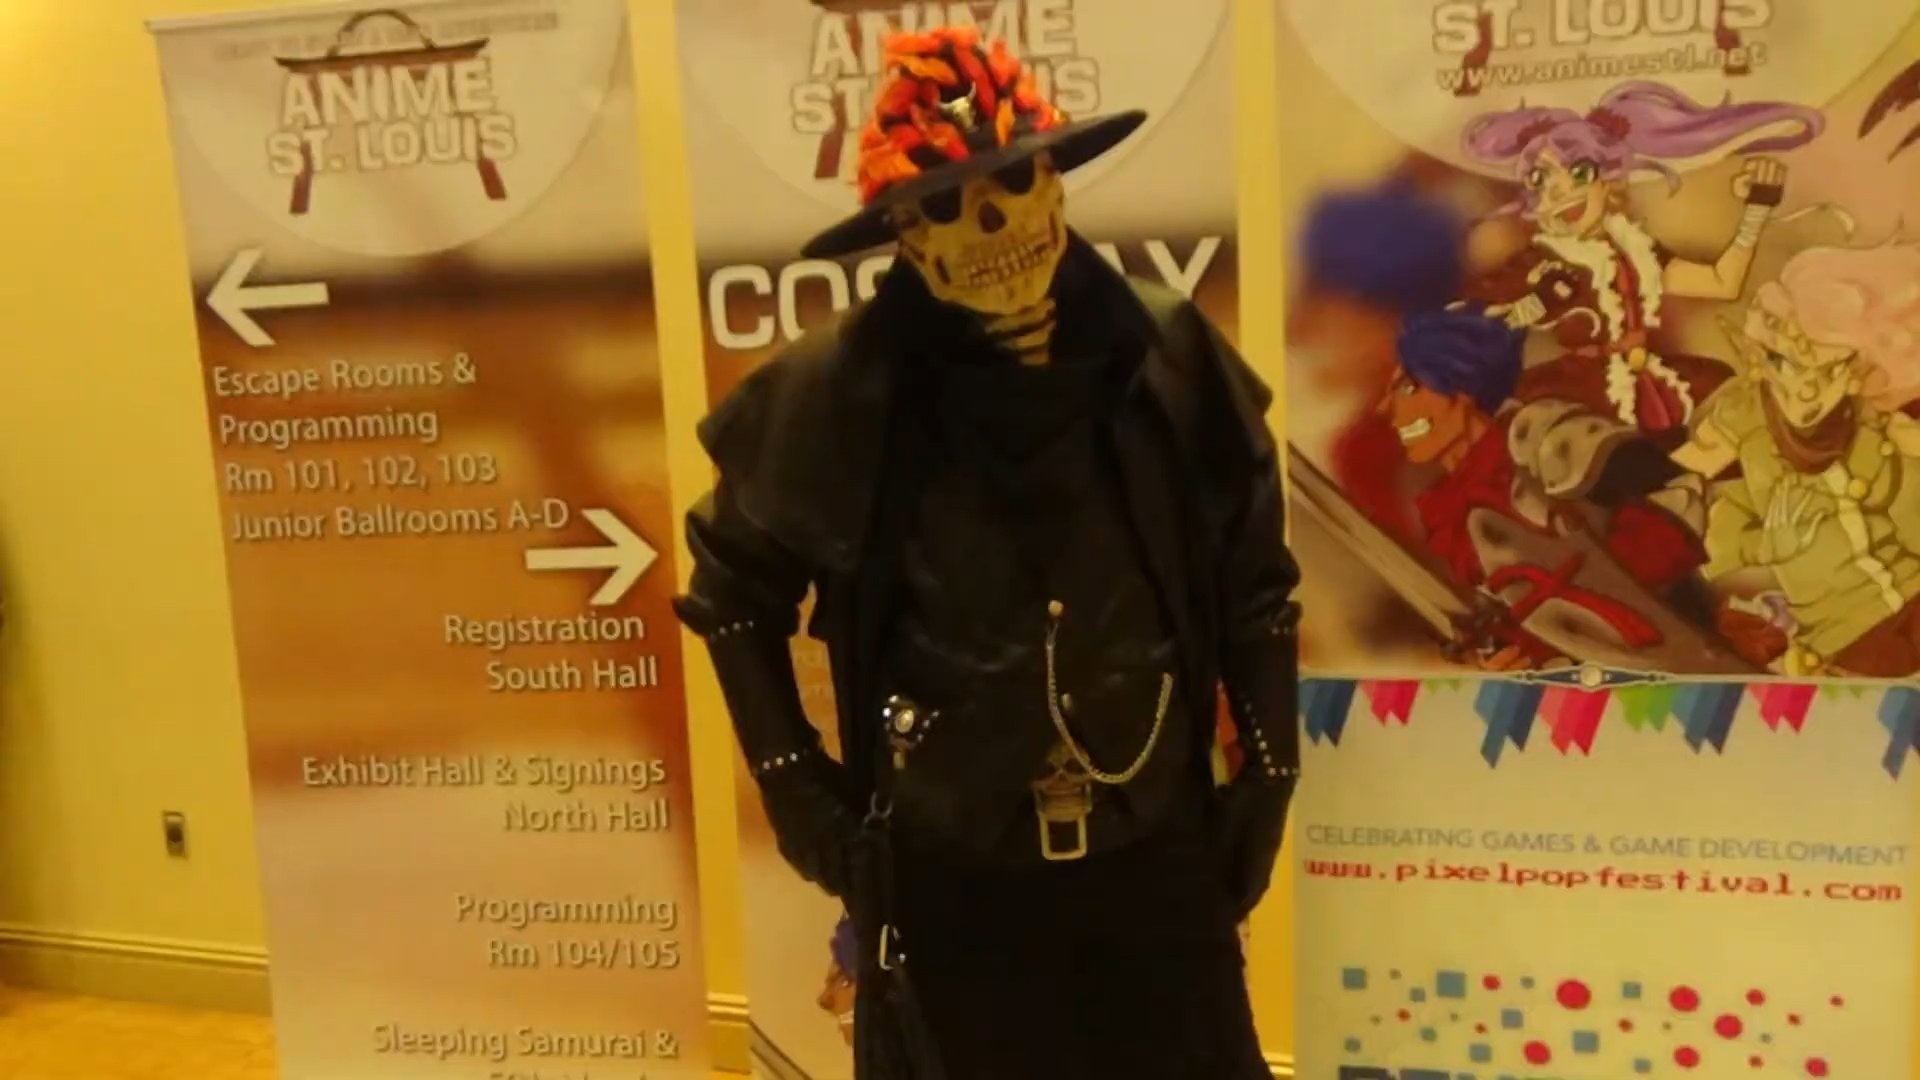 ANIME
ST. LOUIS
Escape Rooms &
Programming
Rm 101, 102, 103
Junior Ballrooms A-D
Registration
South Hall
Exhibit Hall & Signings
North Hall
Programming
Rm 104/105
Sleeping Samurai &
ANIME
ST. LOUIS
ST. LOUIS
www.animestl.net
CELEBRATING GAMES & GAME DEVELOPMENT
www.pixelpopfestival.com